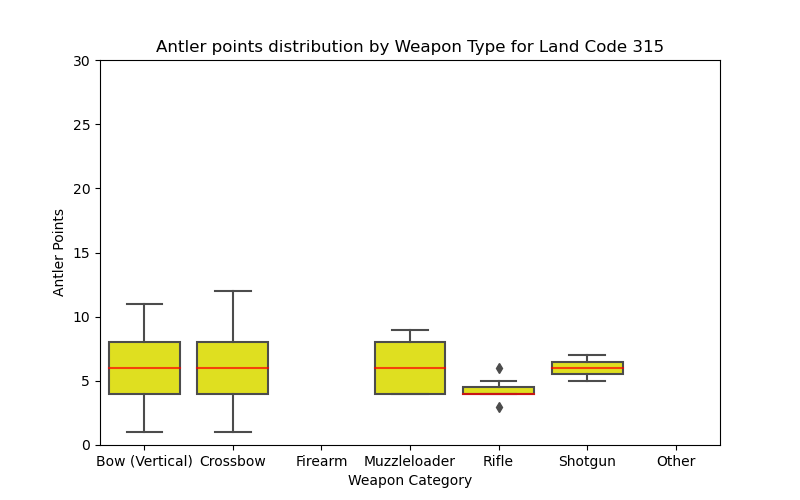 Antler points distribution by Weapon Type for Land Code 315
30
25
20
15
10
5
0
Antler Points
Bow (Vertical) Crossbow Firearm Muzzleloader Rifle Shotgun Other
Weapon Category